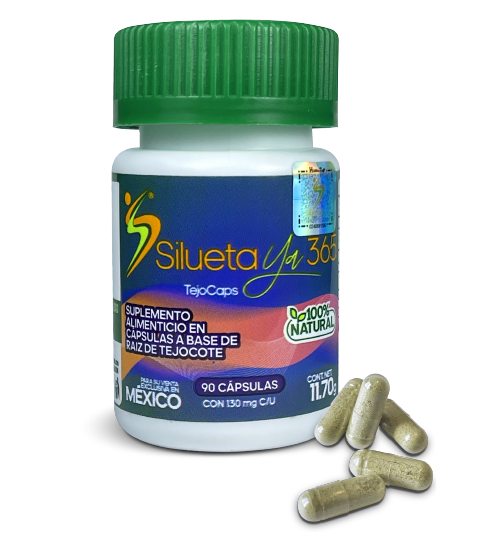 Silueta ya 365
TejoCaps
SUPLEMENTO
ALIMENTICIO EN
CÁPSULAS A BASE DE
RAIZ DE TEJOCOTE
100%
NATURAL
90 CÁPSULAS
CON 130 mg C/U
PARA SU VENTA
EXCLUSIVA EN
MÉXICO
CONT. NET.
11.70g